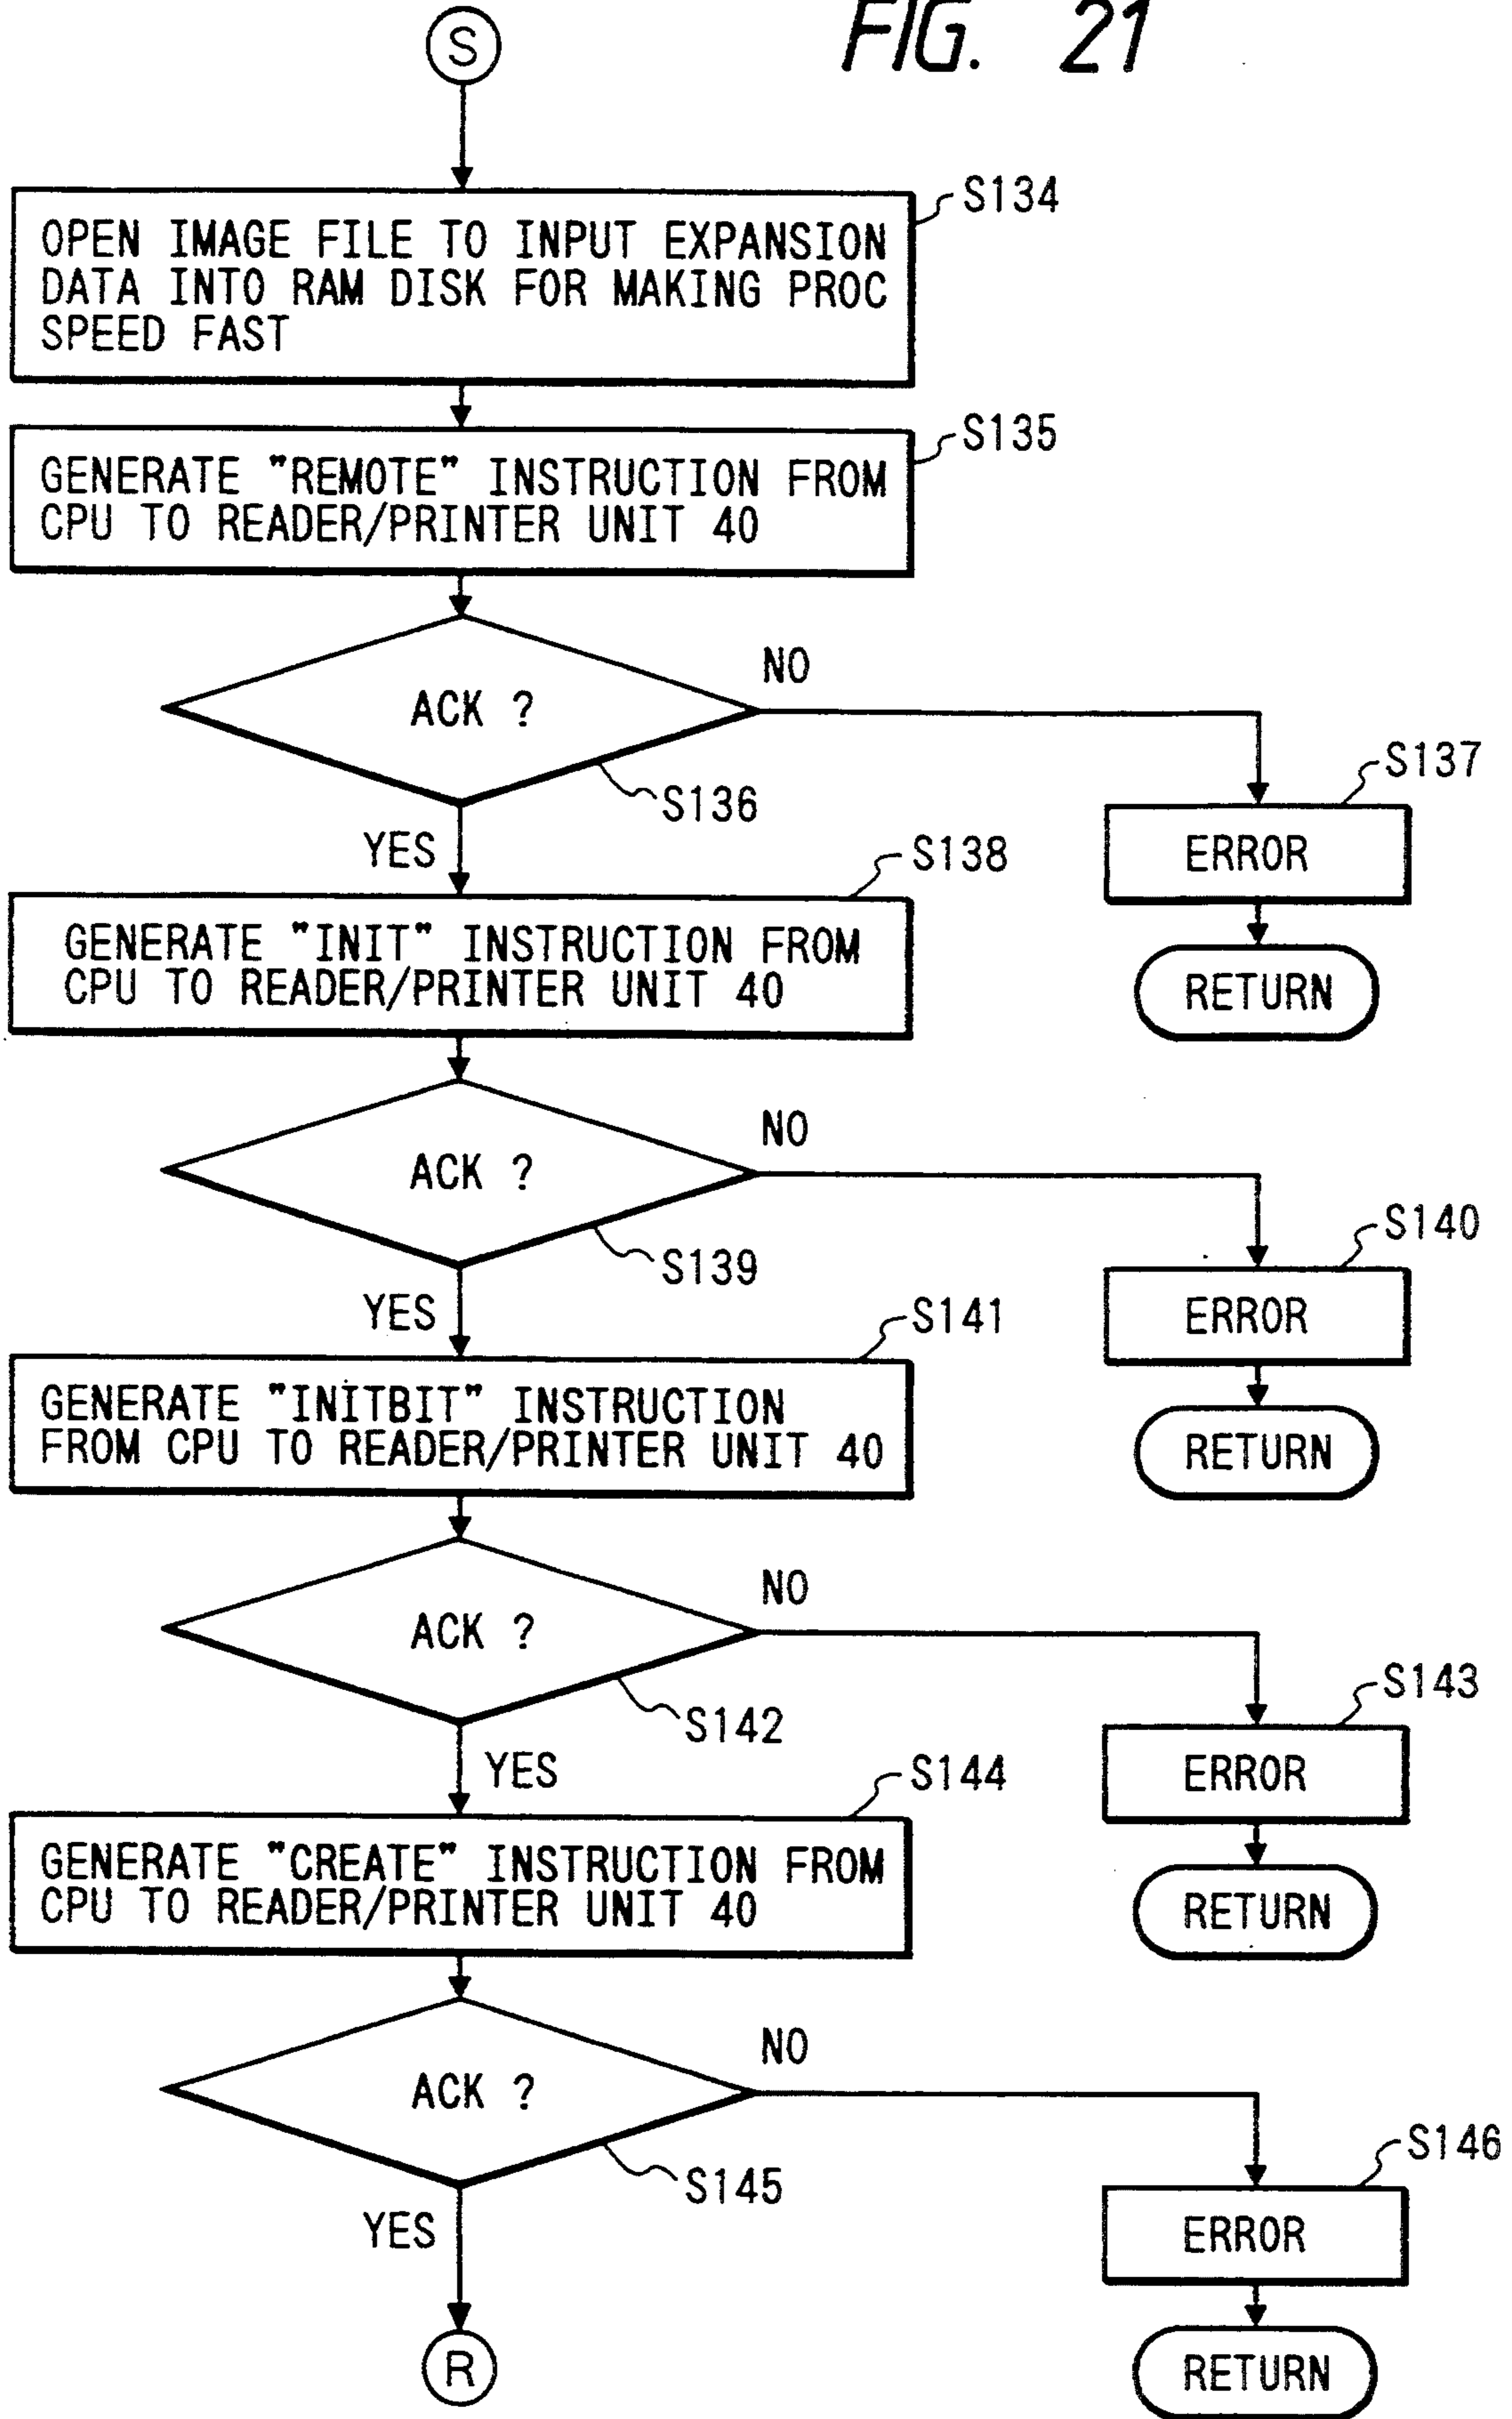 FIG. 21
S
S134
OPEN IMAGE FILE TO INPUT EXPANSION
DATA INTO RAM DISK FOR MAKING PROC
SPEED FAST
S135
GENERATE "REMOTE" INSTRUCTION FROM
CPU TO READER/PRINTER UNIT 40
ACK ?
NO
S136
S137
ERROR
RETURN
YES
S138
GENERATE "INIT" INSTRUCTION FROM
CPU TO READER/PRINTER UNIT 40
ACK ?
NO
S139
S140
ERROR
RETURN
YES
S141
GENERATE "INITBIT" INSTRUCTION
FROM CPU TO READER/PRINTER UNIT 40
ACK ?
NO
S142
S143
ERROR
RETURN
YES
S144
GENERATE "CREATE" INSTRUCTION FROM
CPU TO READER/PRINTER UNIT 40
ACK ?
NO
S145
S146
ERROR
RETURN
YES
R